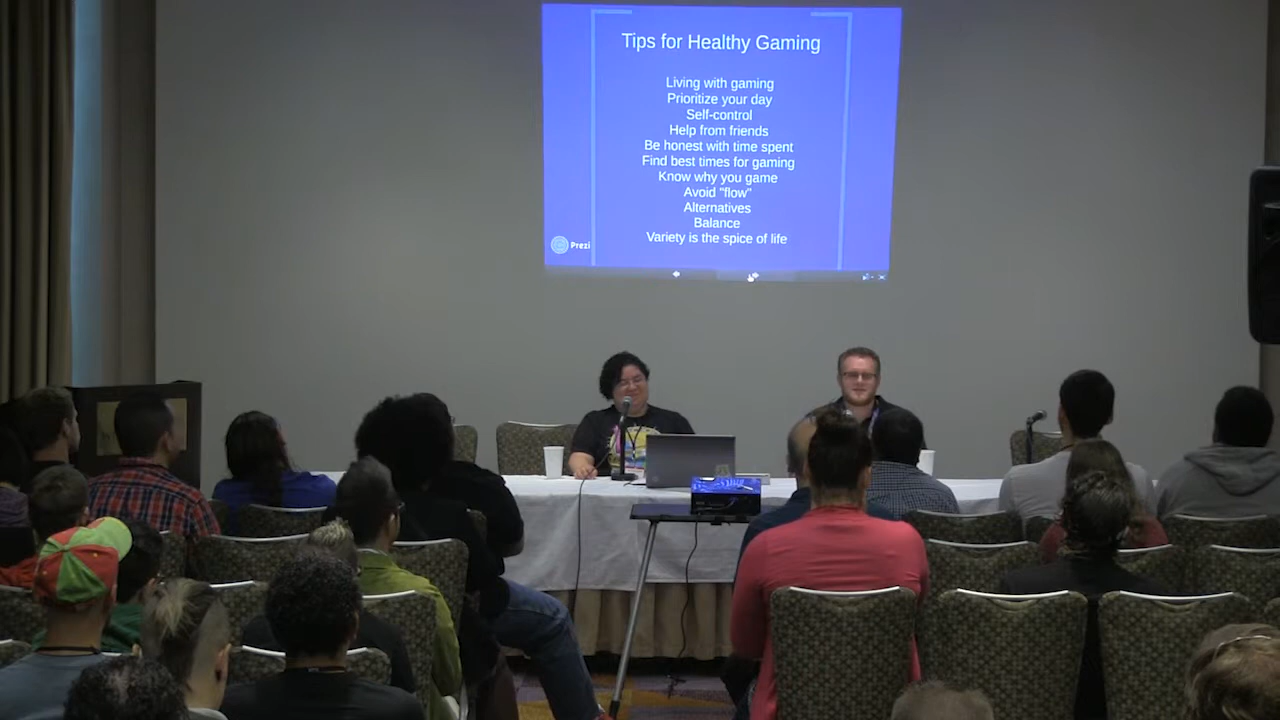 Tips for Healthy Gaming
Living with gaming
Prioritize your day
Self-control
Help from friends
Be honest with time spent
Find best times for gaming
Know why you game
Avoid "flow"
Alternatives
Balance
Variety is the spice of life
Prezi